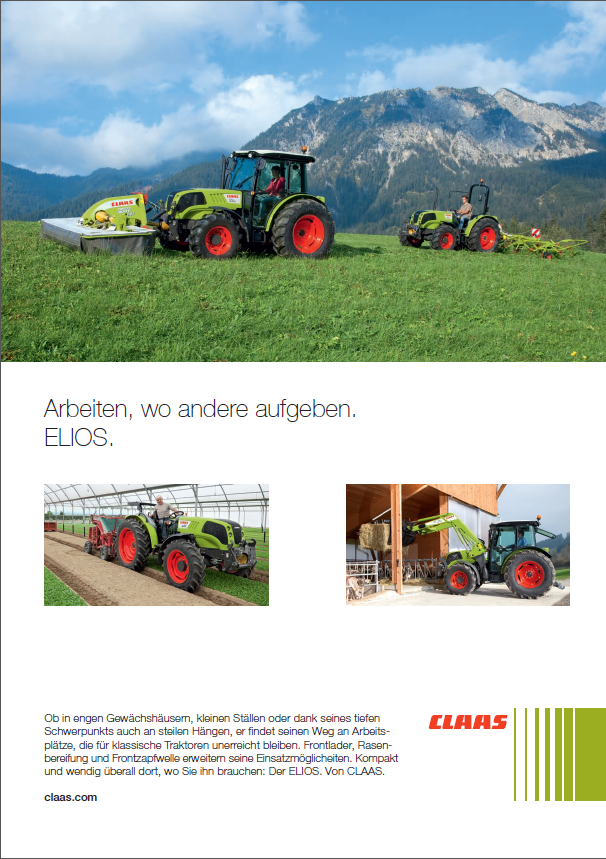 CLAAS
CLAAS
Arbeiten, wo andere aufgeben.
ELIOS.
Ob in engen Gewächshäusern, kleinen Ställen oder dank seines tiefen
Schwerpunkts auch an steilen Hängen, er findet seinen Weg an Arbeits-
plätze, die für klassische Traktoren unerreicht bleiben. Frontlader, Rasen-
bereifung und Frontzapfwelle erweitern seine Einsatzmöglichkeiten. Kompakt
und wendig überall dort, wo Sie ihn brauchen: Der ELIOS. Von CLAAS.
claas.com
CLAAS